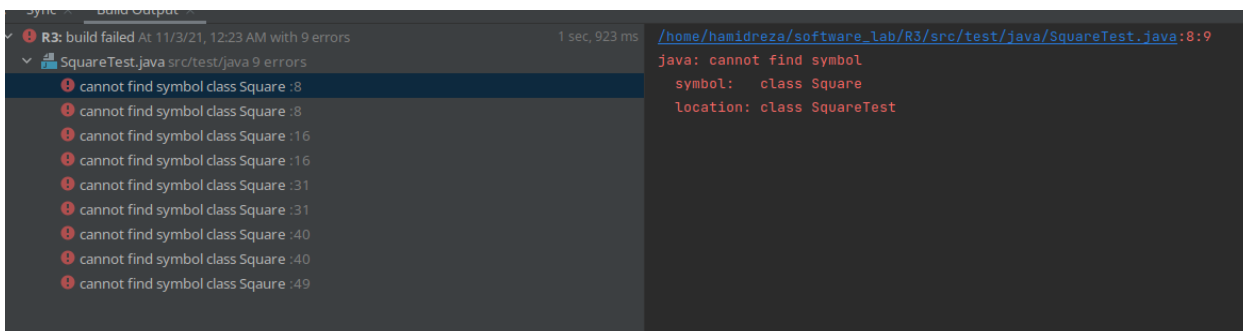 Sync × Build Output ×
R3: build failed At 11/3/21, 12:23 AM with 9 errors 1 sec, 923 ms
SquareTest.java src/test/java 9 errors
cannot find symbol class Square :8
cannot find symbol class Square :8
cannot find symbol class Square :16
cannot find symbol class Square :16
cannot find symbol class Square :31
cannot find symbol class Square :31
cannot find symbol class Square :40
cannot find symbol class Square :40
cannot find symbol class Sqaure :49
/home/hamidreza/software_lab/R3/src/test/java/SquareTest.java:8:9
java: cannot find symbol
symbol: class Square
location: class SquareTest